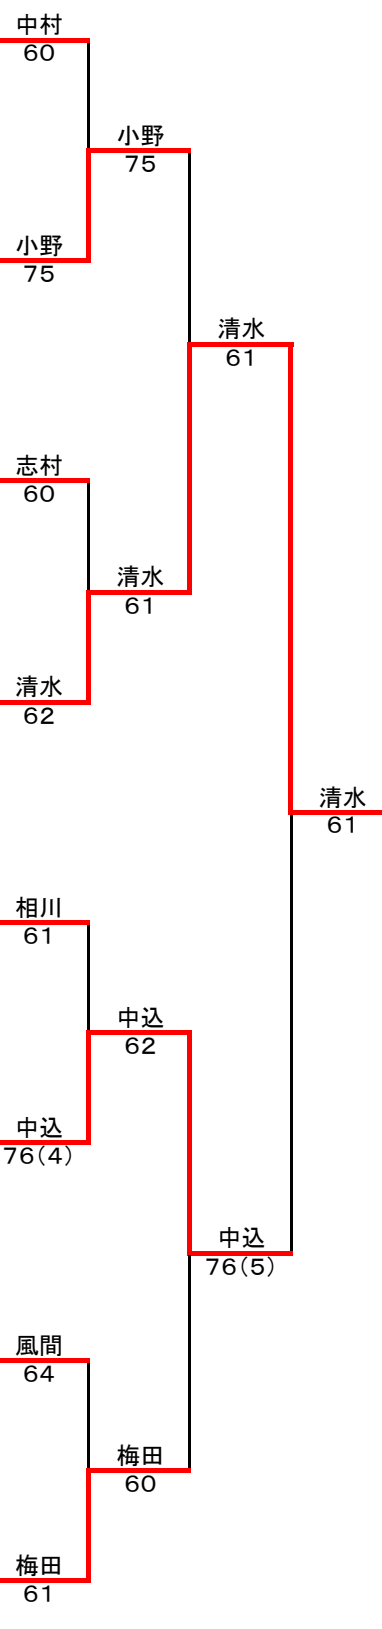 中村
60
小野
75
小野
75
清水
61
志村
60
清水
61
清水
62
清水
61
相川
61
中込
62
中込
76(4)
中込
76(5)
風間
64
梅田
60
梅田
61